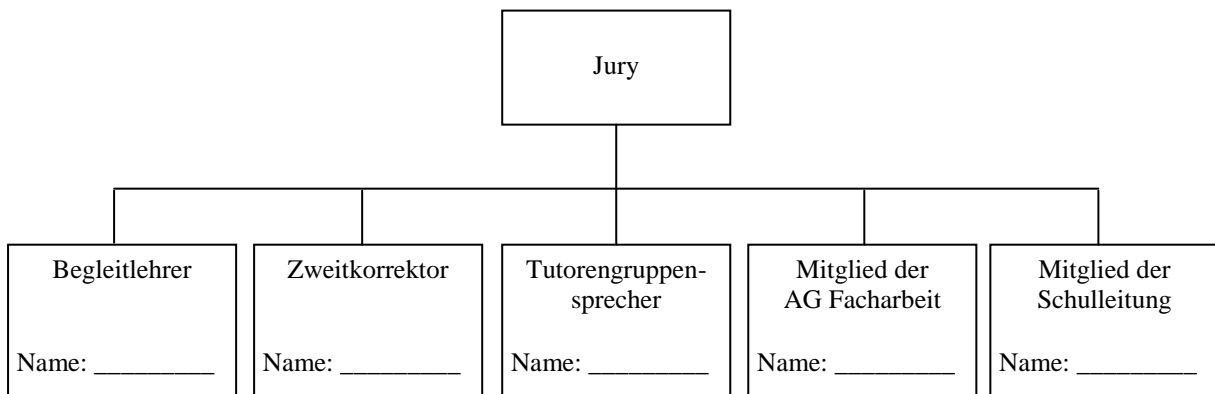 Jury
Begleitlehrer
Name: _________
Zweitkorrektor
Name: _________
Tutorengruppen-
sprecher
Name: _________
Mitglied der
AG Facharbeit
Name: _________
Mitglied der
Schulleitung
Name: _________